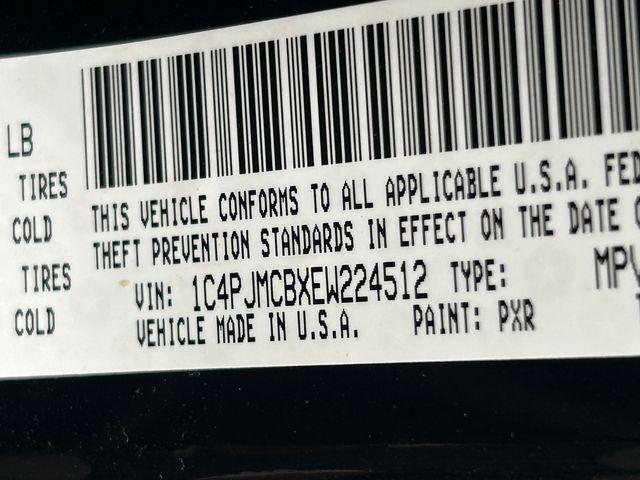 LB
TIRES
COLD
TIRES
COLD
THIS VEHICLE CONFORMS TO ALL APPLICABLE U.S.A. FED
THEFT PREVENTION STANDARDS IN EFFECT ON THE DATE
VIN: 1C4PJMCBXEW224512 TYPE: MPV
VEHICLE MADE IN U.S.A. PAINT: PXR